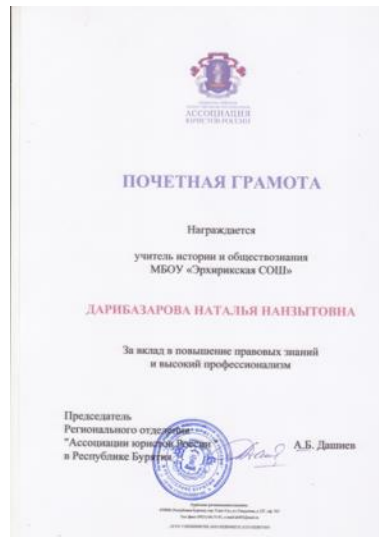 АССОЦИАЦИЯ
ЮРИСТОВ РОССИИ
ПОЧЕТНАЯ ГРАМОТА
Награждается
учитель истории и обществознания
МБОУ «Эрхирикская СОШ»
ДАРИБАЗАРОВА НАТАЛЬЯ НАНЗЫТОВНА
За вклад в повышение правовых знаний
и высокий профессионализм
Председатель
Регионального отделения
"Ассоциации юристов России"
в Республике Бурятия
А.Б. Дашиев